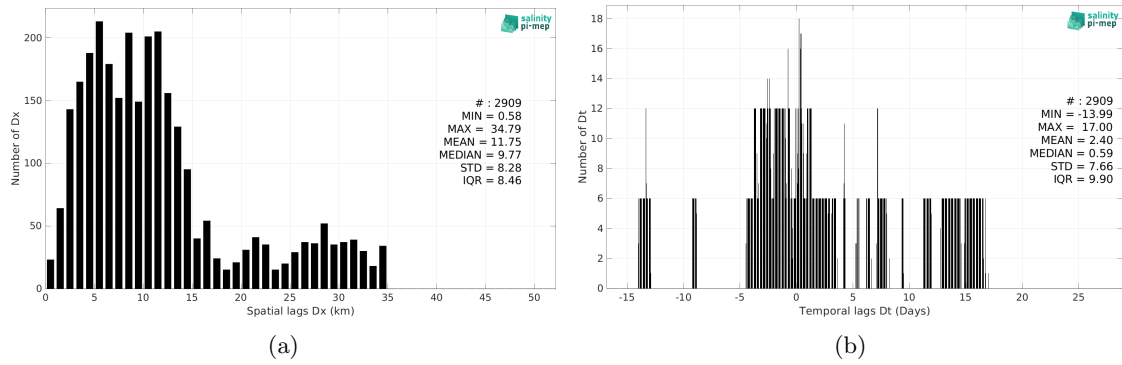 salinity
pi-mep
200
150
100
50
0
Number of Dx
# : 2909
MIN = 0.58
MAX = 34.79
MEAN = 11.75
MEDIAN = 9.77
STD = 8.28
IQR = 8.46
0 5 10 15 20 25 30 35 40 45 50
Spatial lags Dx (km)
(a)
salinity
pi-mep
18
16
14
12
10
8
6
4
2
0
Number of Dt
# : 2909
MIN = -13.99
MAX = 17.00
MEAN = 2.40
MEDIAN = 0.59
STD = 7.66
IQR = 9.90
-15 -10 -5 0 5 10 15 20 25
Temporal lags Dt (Days)
(b)